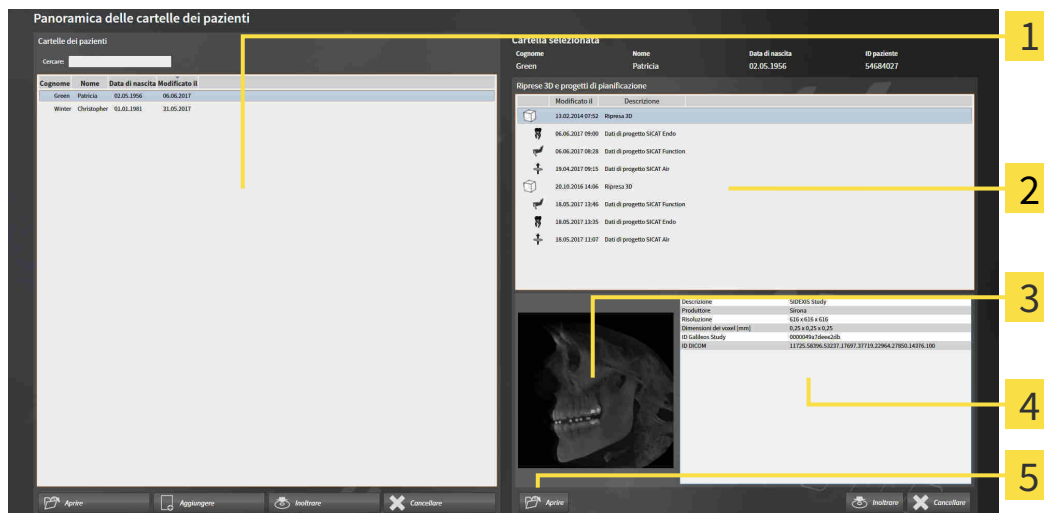 Panoramica delle cartelle dei pazienti
Cartelle dei pazienti
Cercare:
Cognome Nome Data di nascita Modificato il
Green Patricia 02.05.1956 06.06.2017
Winter Christopher 01.01.1981 31.05.2017
Aprire Aggiungere Inoltrare Cancellare
Cartella selezionata
Cognome Nome Data di nascita ID paziente
Green Patricia 02.05.1956 54684027
Riprese 3D e progetti di pianificazione
Modificato il Descrizione
13.02.2014 07:52 Ripresa 3D
06.06.2017 09:00 Dati di progetto SICAT Endo
06.06.2017 08:28 Dati di progetto SICAT Function
19.04.2017 09:15 Dati di progetto SICAT Air
20.10.2016 14:06 Ripresa 3D
18.05.2017 13:46 Dati di progetto SICAT Function
18.05.2017 13:35 Dati di progetto SICAT Endo
18.05.2017 11:07 Dati di progetto SICAT Air
Descrizione SIDEXIS Study
Produttore Sirona
Risoluzione 616 x 616 x 616
Dimensioni dei voxel [mm] 0,25 x 0,25 x 0,25
ID Galileos Study 0000049a7deee2db
ID DICOM 11725.58396.53237.17697.37719.22964.27850.14376.100
Aprire Inoltrare Cancellare
1
2
3
4
5